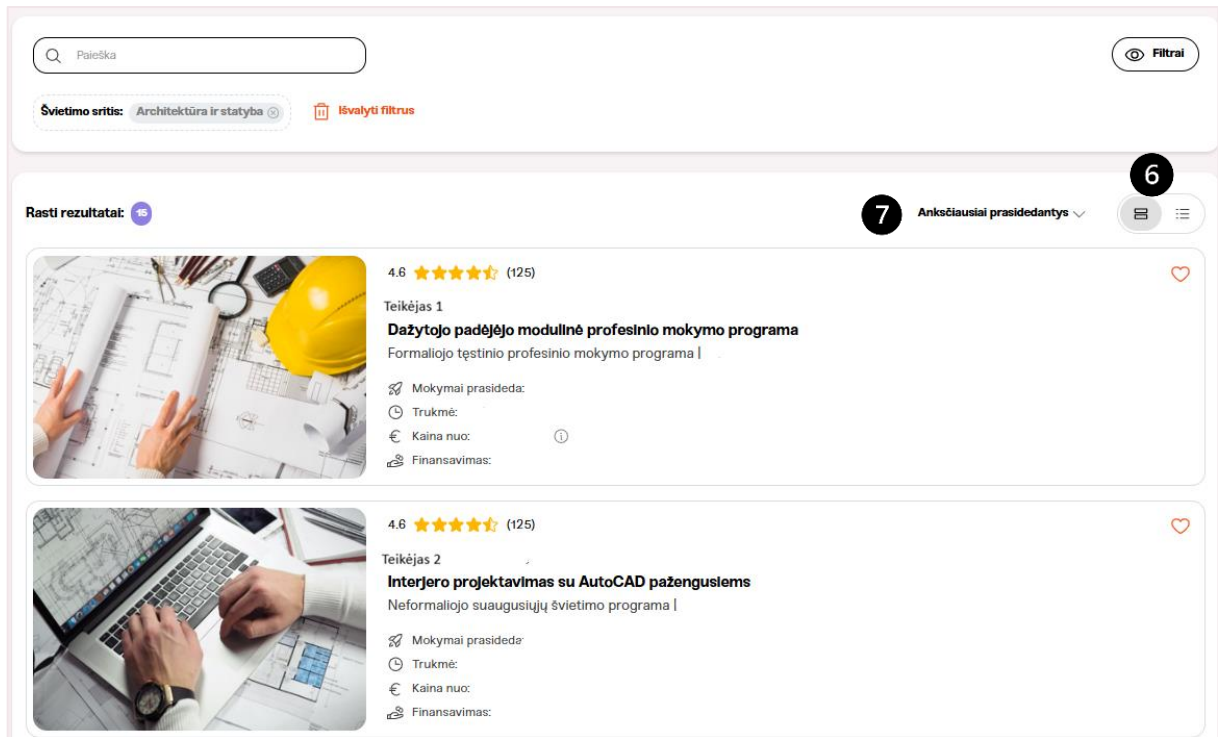 Paieška
Filtrai
Švietimo sritis: Architektūra ir statyba
Išvalyti filtrus
6
Rasti rezultatai: 15
7 Anksčiausiai prasidedantys
4.6 (125)
Teikėjas 1
Dažytojo padėjėjo modulinė profesinio mokymo programa
Formaliojo tęstinio profesinio mokymo programa |
Mokymai prasideda:
Trukmė:
Kaina nuo:
Finansavimas:
4.6 (125)
Teikėjas 2
Interjero projektavimas su AutoCAD pažengusiems
Neformaliojo suaugusiųjų švietimo programa |
Mokymai prasideda
Trukmė:
Kaina nuo:
Finansavimas: